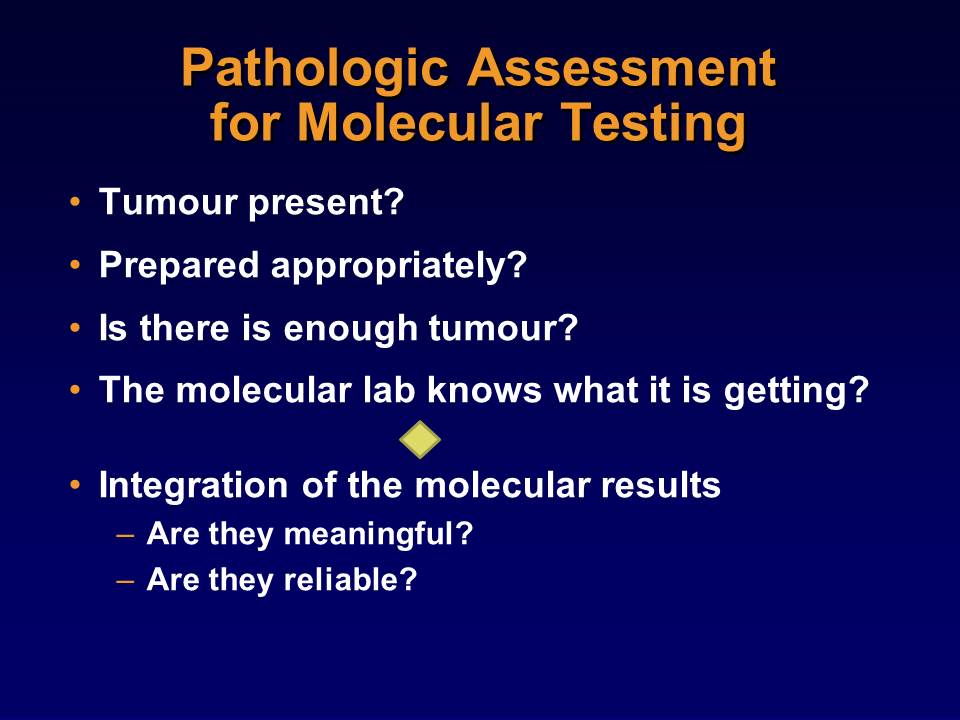 Pathologic Assessment
for Molecular Testing
• Tumour present?
• Prepared appropriately?
• Is there is enough tumour?
• The molecular lab knows what it is getting?
• Integration of the molecular results
– Are they meaningful?
– Are they reliable?